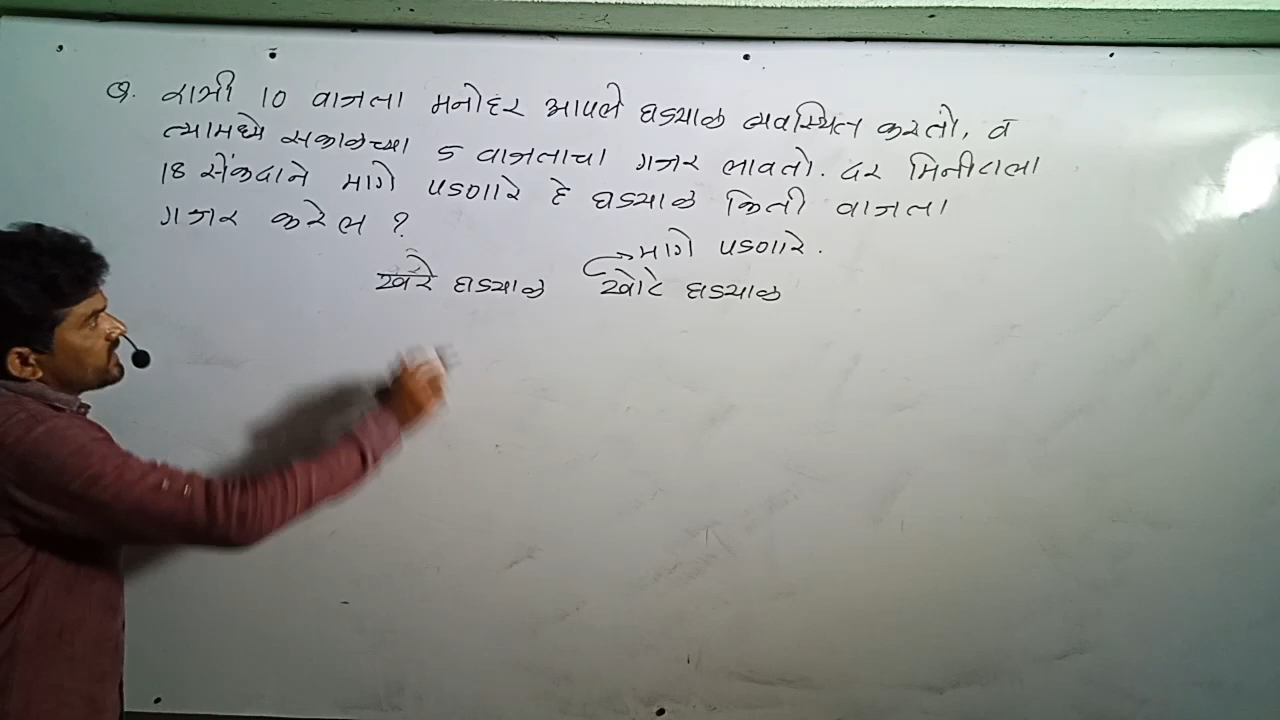 Q. रात्री 10 वाजता मनोहर आपले घड्याळ व्यवस्थित करतो, व
त्यामध्ये सकाळच्या 5 वाजताचा गजर लावतो. दर मिनीटाला
18 सेकंदाने मागे पडणारे हे घड्याळ किती वाजता
गजर करेल ?
→ मागे पडणारे.
खरे घड्याळ खोटे घड्याळ